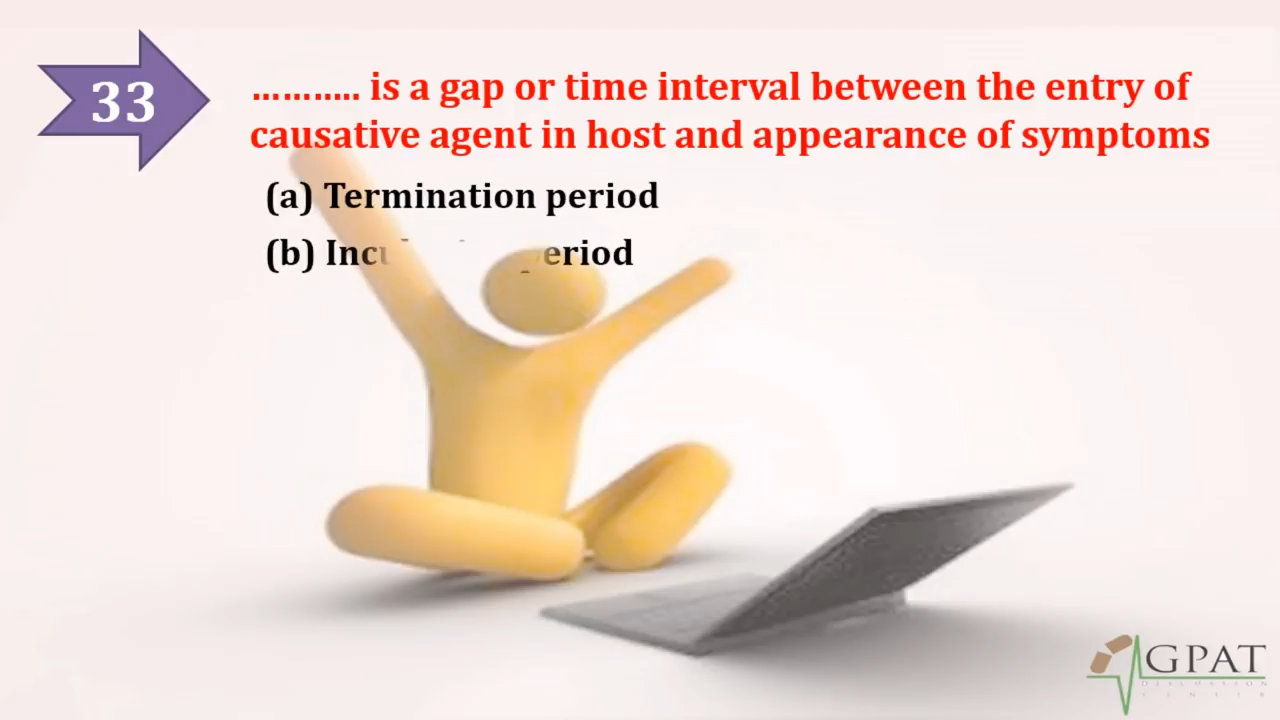 33
........... is a gap or time interval between the entry of
causative agent in host and appearance of symptoms
(a) Termination period
(b) period
GPAT